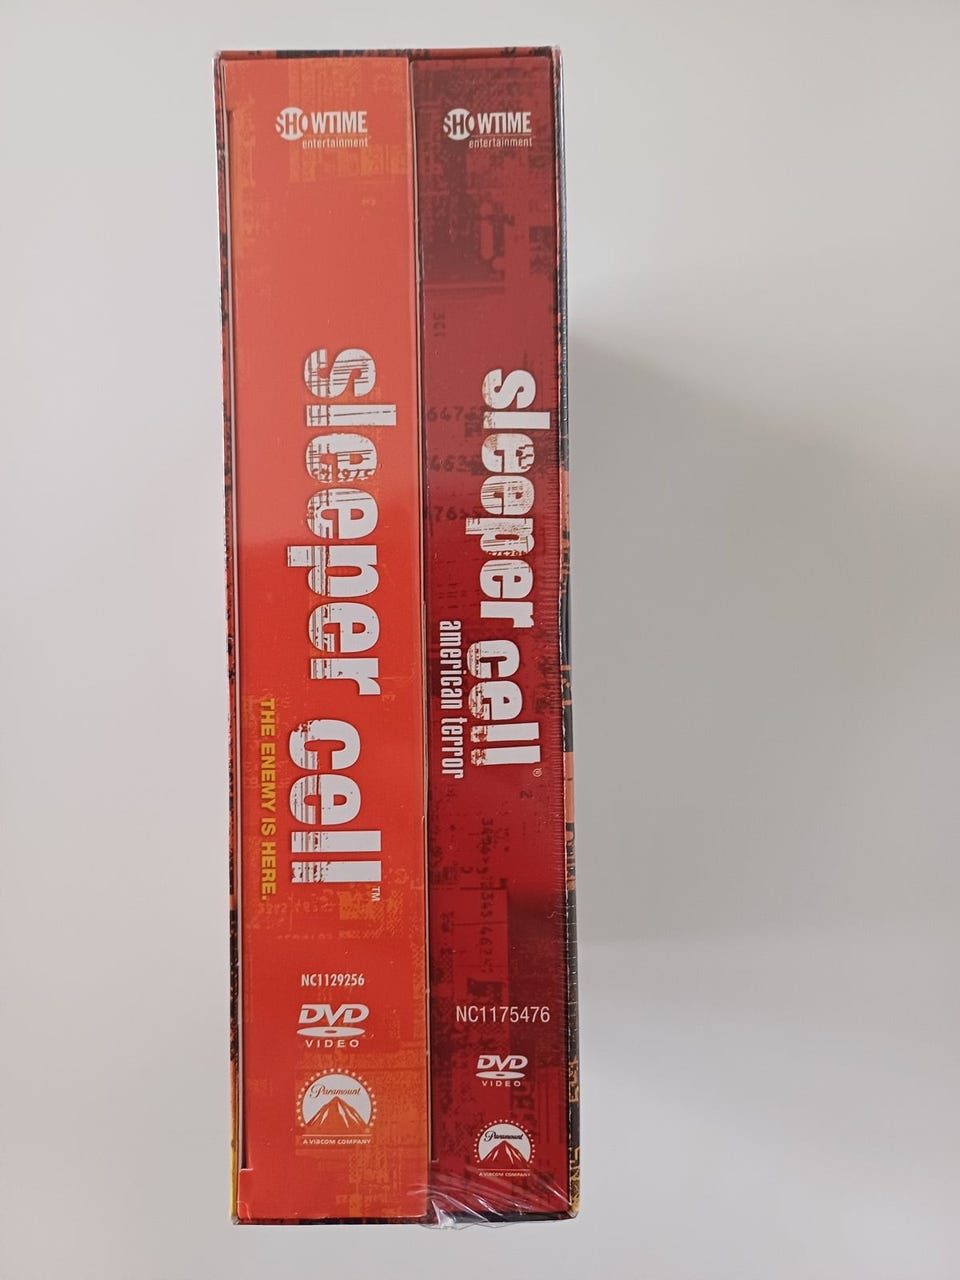 SHOWTIME
entertainment
sleeper cell™
THE ENEMY IS HERE.
NC1129256
DVD
VIDEO
Paramount
A VIACOM COMPANY
SHOWTIME
entertainment
sleeper cell®
american terror
NC1175476
DVD
VIDEO
Paramount
A VIACOM COMPANY